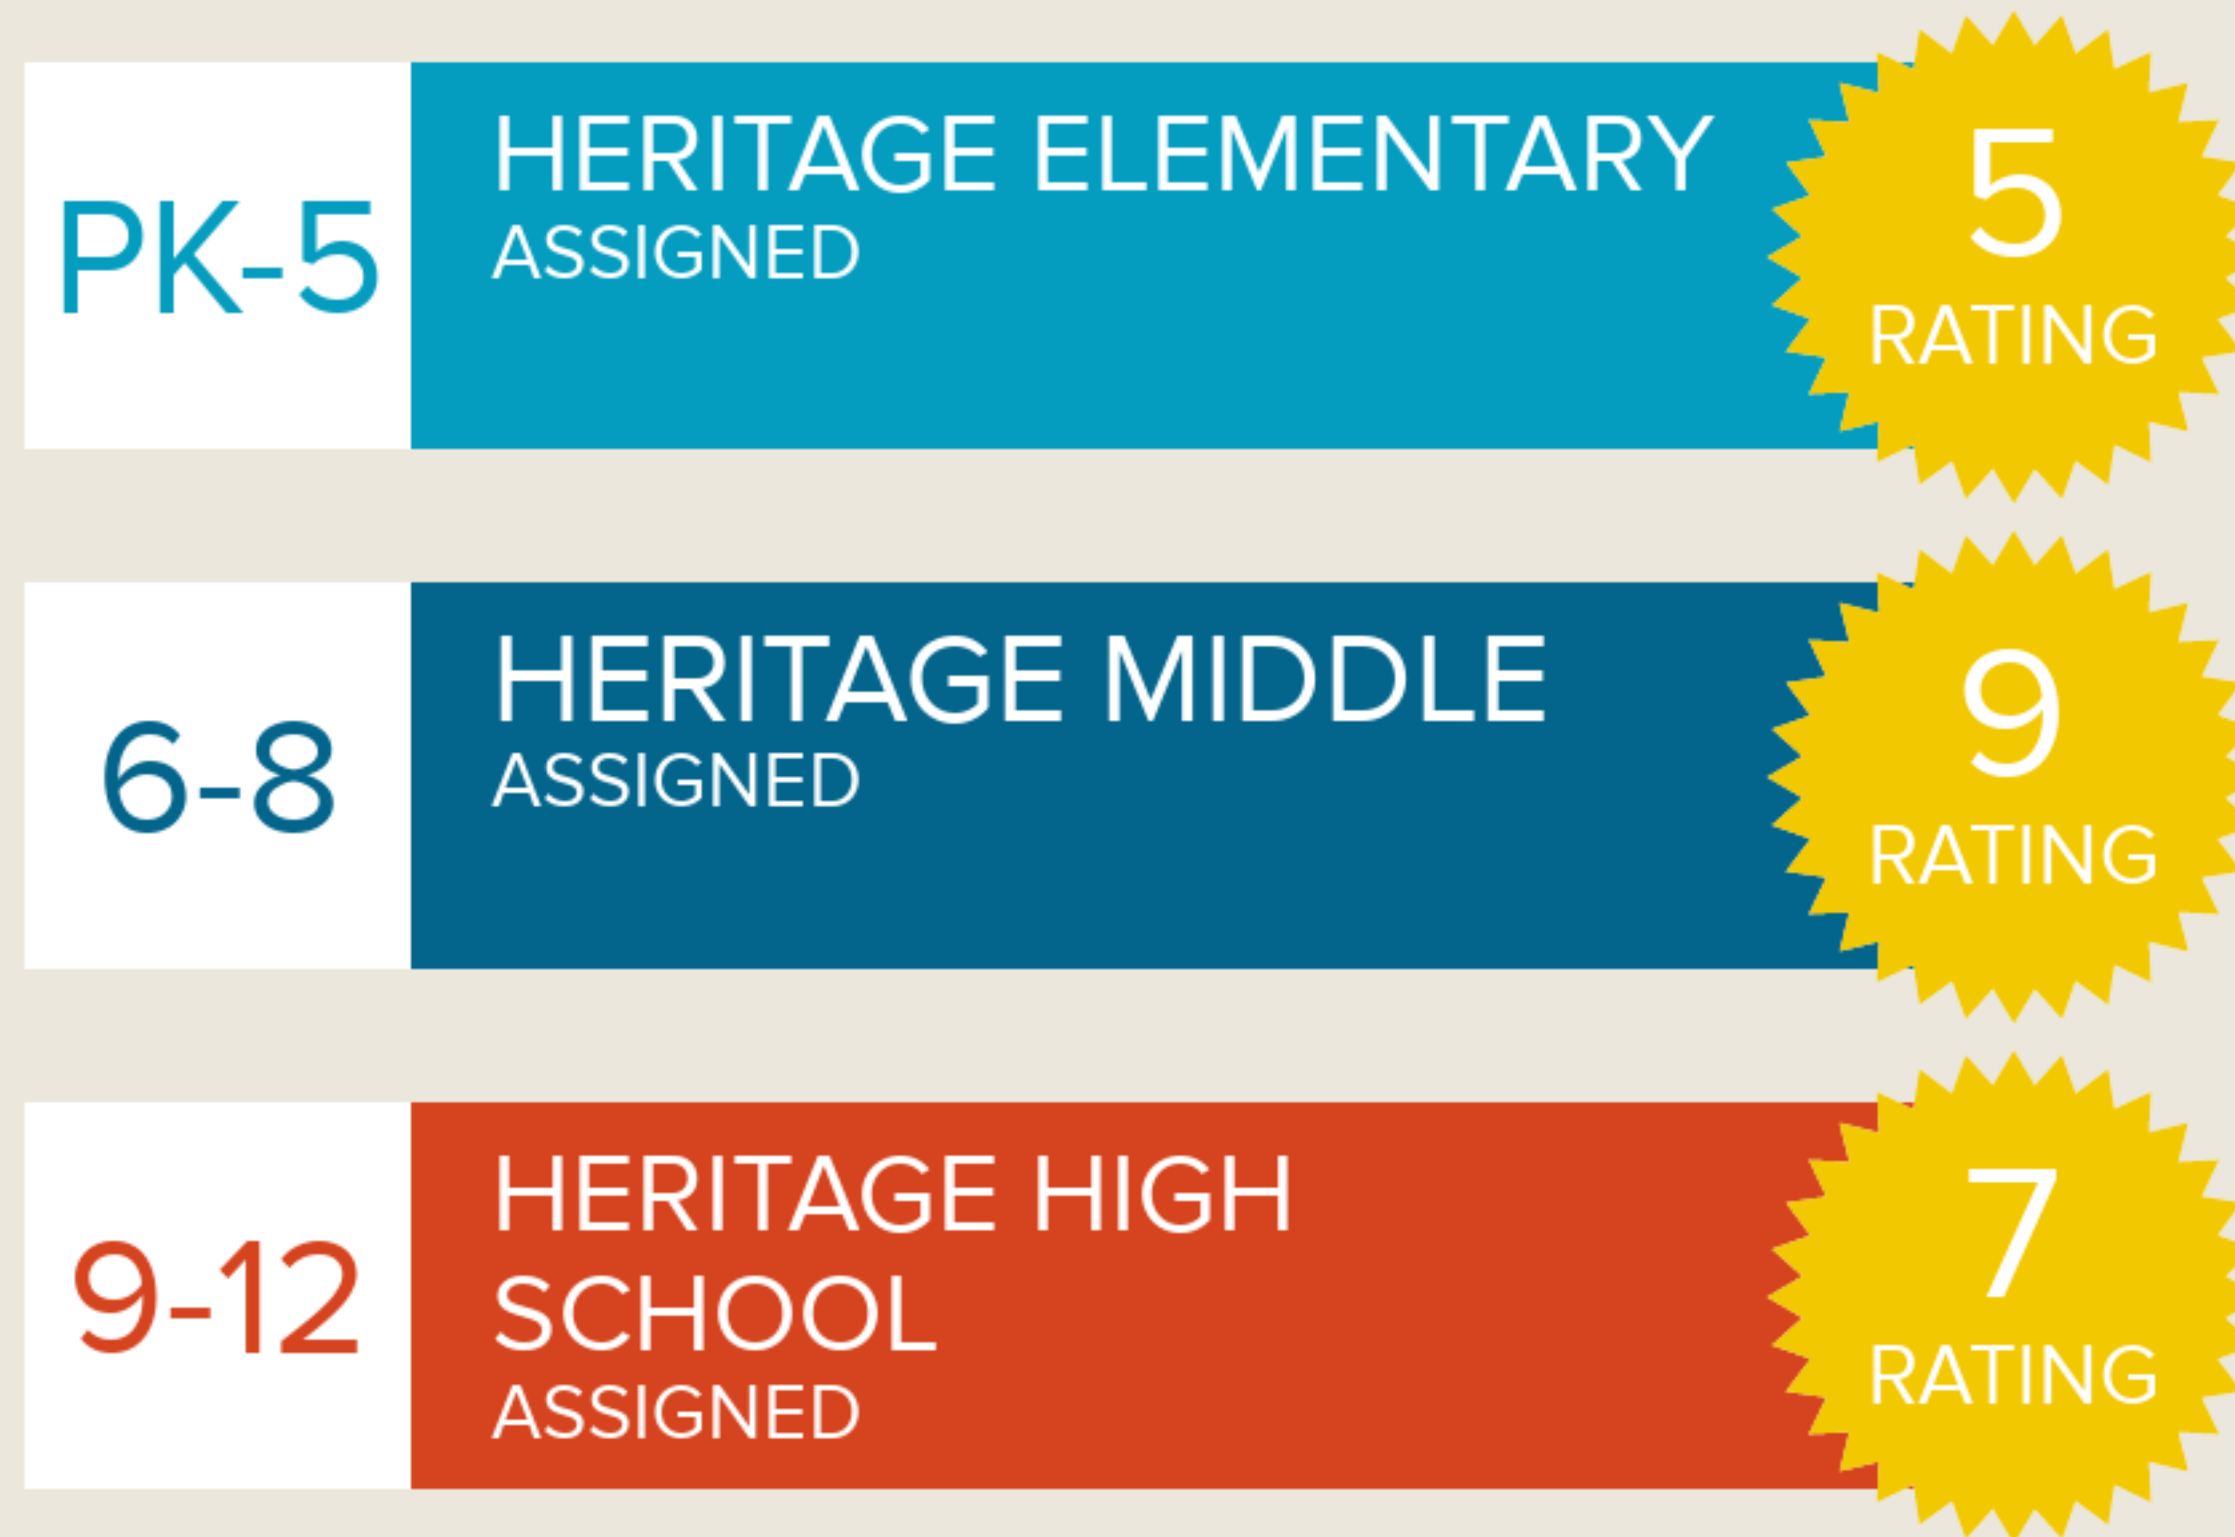 PK-5
HERITAGE ELEMENTARY
ASSIGNED
5
RATING
6-8
HERITAGE MIDDLE
ASSIGNED
9
RATING
9-12
HERITAGE HIGH
SCHOOL
ASSIGNED
7
RATING